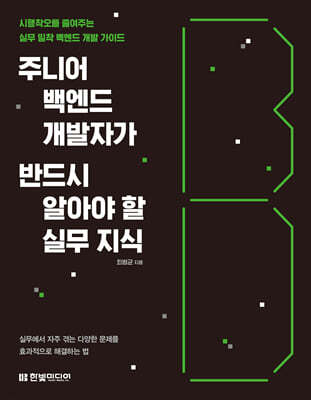 시행착오를 줄여주는
실무 밀착 백엔드 개발 가이드
주니어
백엔드
개발자가
반드시
알아야 할
실무 지식
최범균 지음
실무에서 자주 겪는 다양한 문제를
효과적으로 해결하는 법
한빛미디어